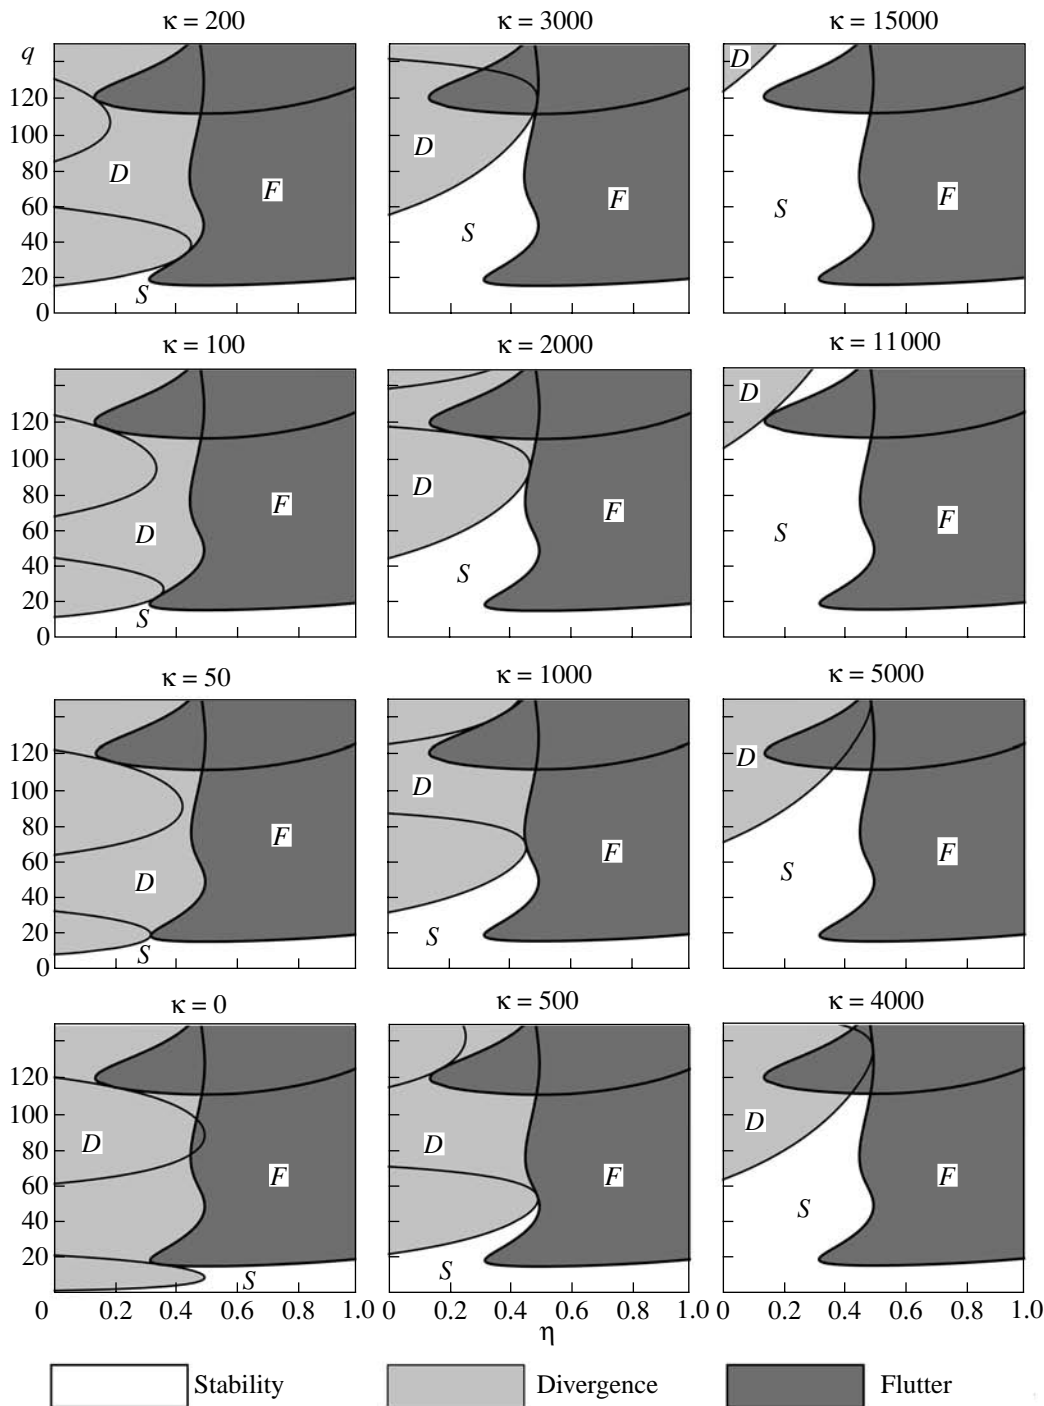 κ = 200 κ = 3000 κ = 15000
q
120
100
80
60
40
20
0
D
F
S
D
F
S
D
F
S
κ = 100 κ = 2000 κ = 11000
120
100
80
60
40
20
0
F
D
S
D
F
S
D
F
S
κ = 50 κ = 1000 κ = 5000
120
100
80
60
40
20
0
F
D
S
D
F
S
D
F
S
κ = 0 κ = 500 κ = 4000
120
100
80
60
40
20
D
F
S
D
F
S
D
F
S
0 0.2 0.4 0.6 0.8 1.0 0 0.2 0.4 0.6 0.8 1.0 0 0.2 0.4 0.6 0.8 1.0
η
Stability Divergence Flutter